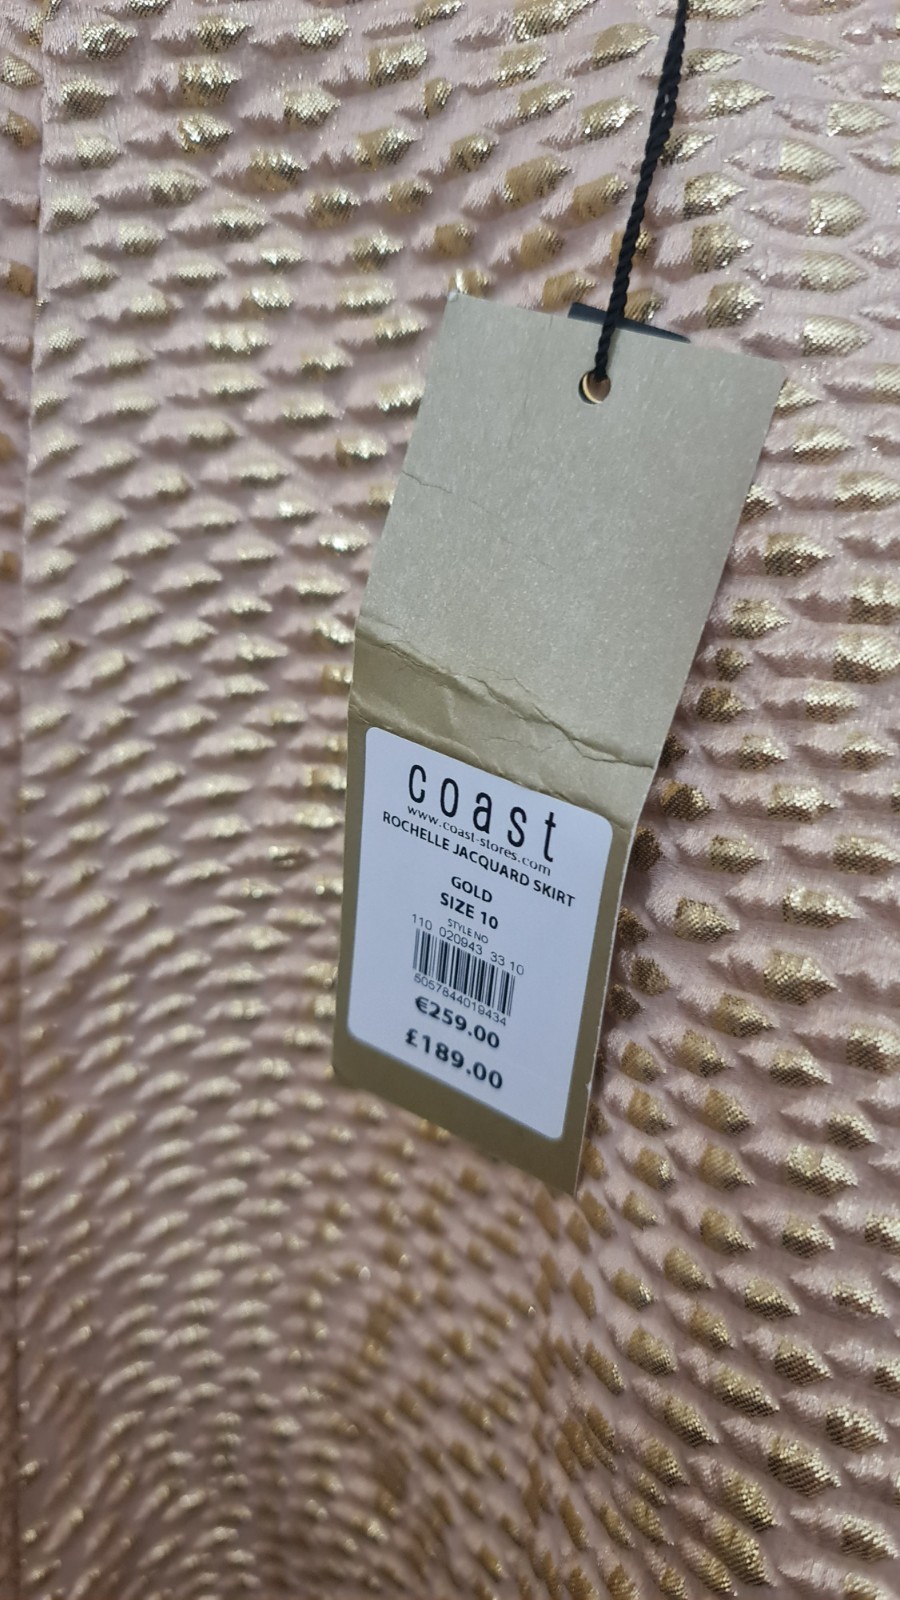 coast
www.coast-stores.com
ROCHELLE JACQUARD SKIRT
GOLD
SIZE 10
STYLE NO
110 020943 33 10
5057844019434
€259.00
£189.00